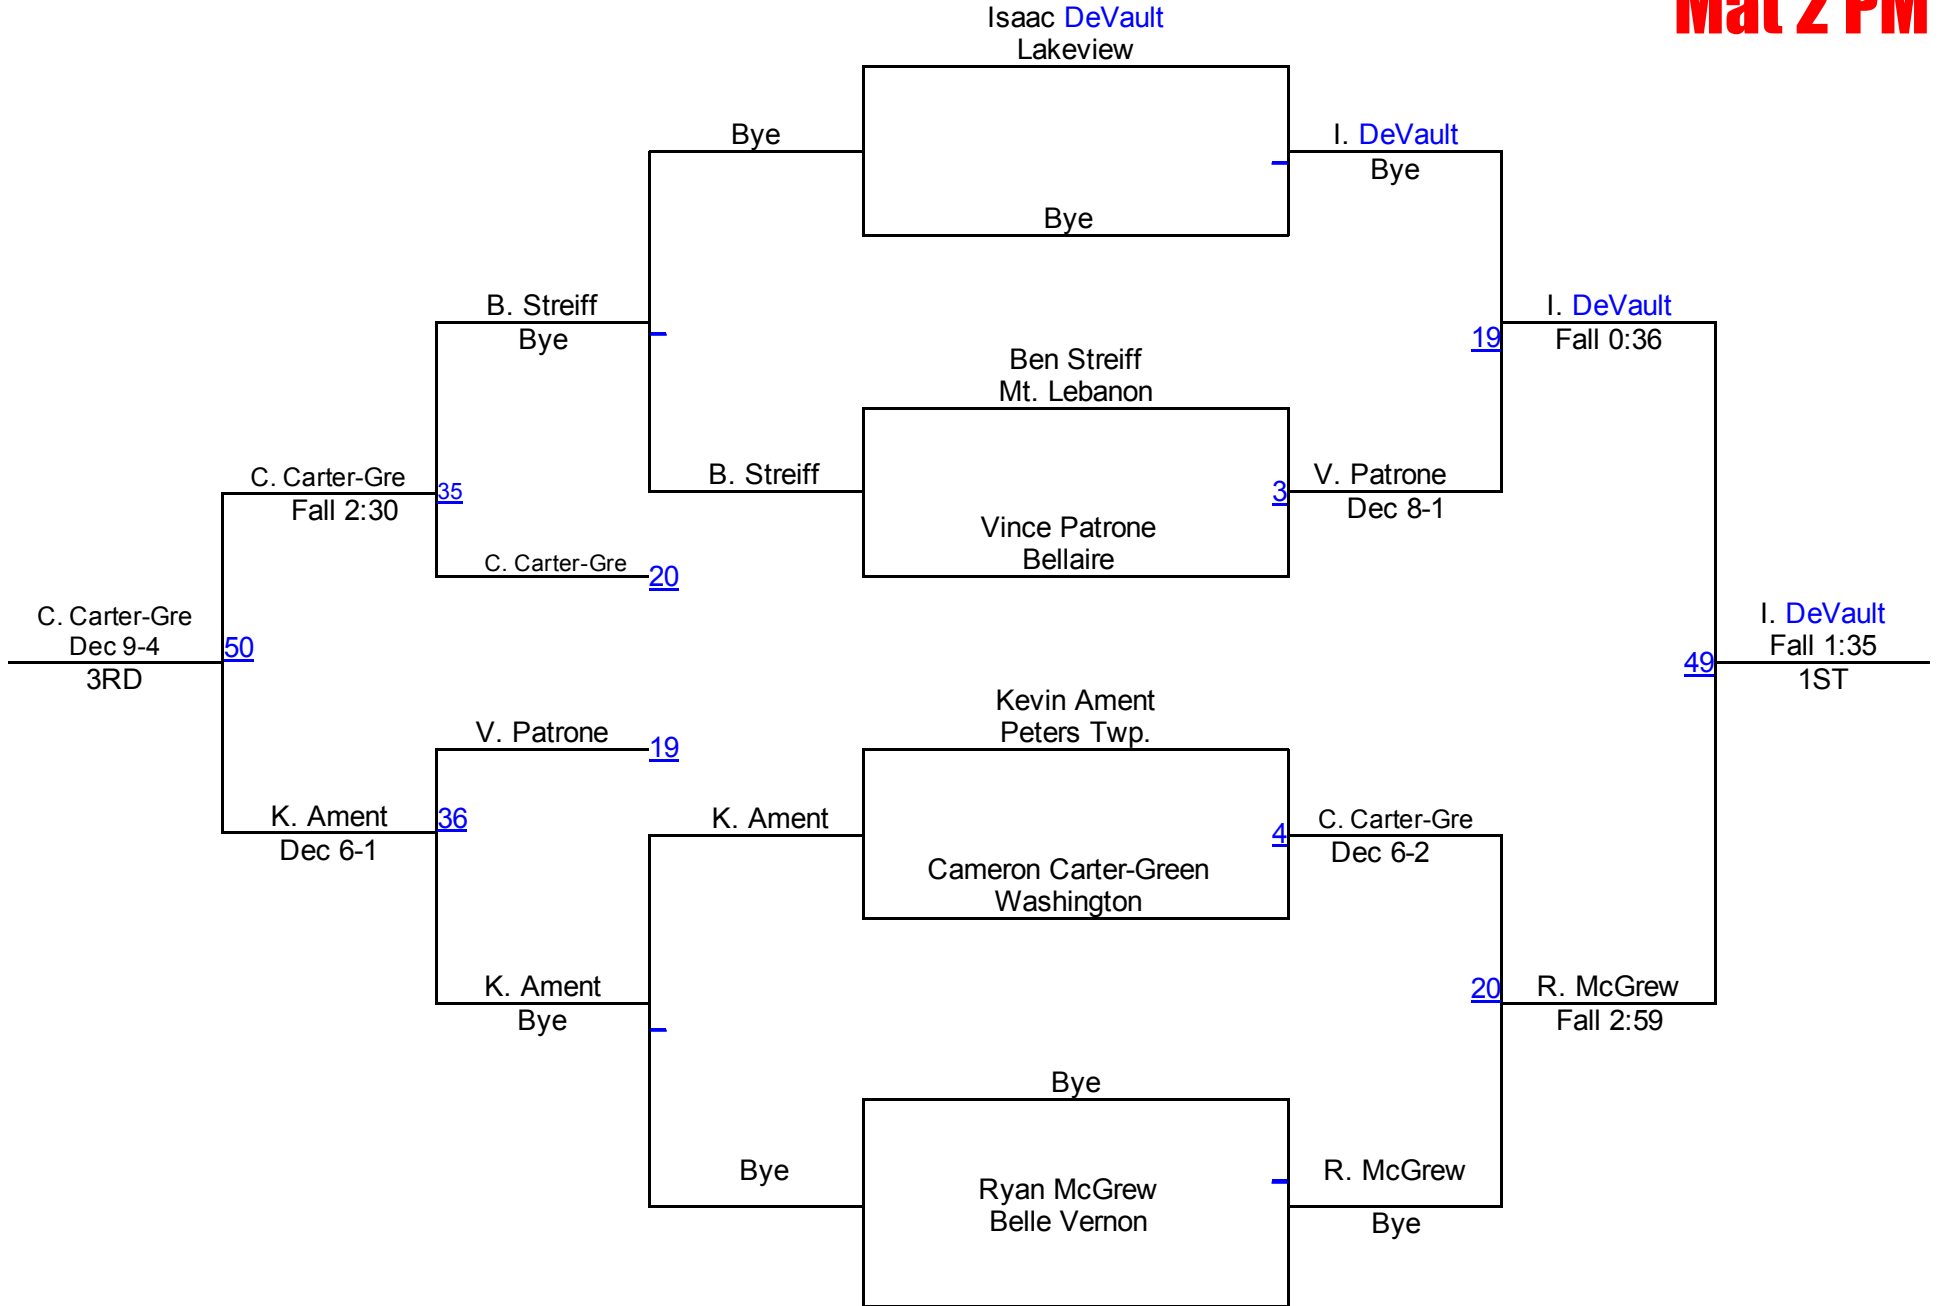 Mat 2 PM
Isaac DeVault
Lakeview
Bye
I. DeVault
Bye
Bye
B. Streiff
Bye
I. DeVault
19
Fall 0:36
Ben Streiff
Mt. Lebanon
C. Carter-Gre
35
Fall 2:30
B. Streiff
3
V. Patrone
Dec 8-1
Vince Patrone
Bellaire
C. Carter-Gre
20
C. Carter-Gre
Dec 9-4
50
3RD
I. DeVault
Fall 1:35
49
1ST
Kevin Ament
Peters Twp.
V. Patrone
19
K. Ament
36
Dec 6-1
K. Ament
4
C. Carter-Gre
Dec 6-2
Cameron Carter-Green
Washington
K. Ament
Bye
20
R. McGrew
Fall 2:59
Bye
Bye
Ryan McGrew
Belle Vernon
R. McGrew
Bye